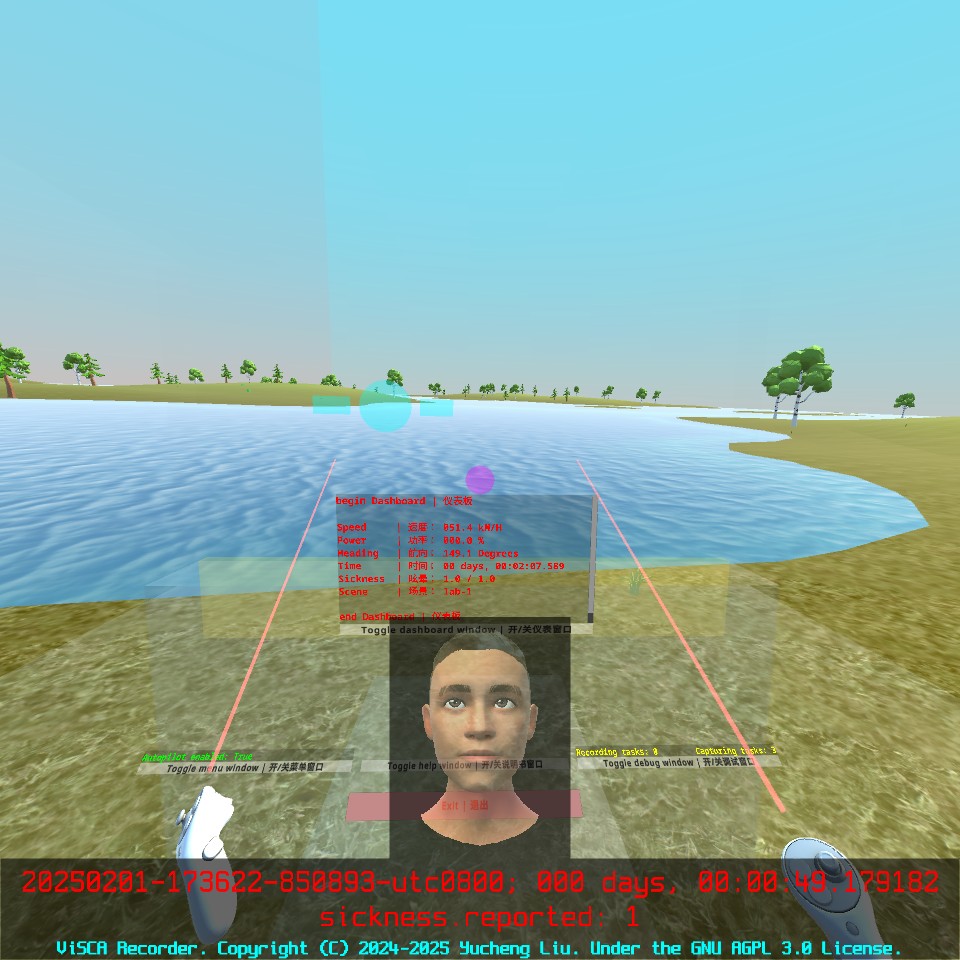 begin Dashboard | 仪表板
Speed | 速度: 051.4 kM/H
Power | 功率: 000.0 %
Heading | 航向: 149.1 Degrees
Time | 时间: 00 days, 00:02:07.589
Sickness | 眩晕: 1.0 / 1.0
Scene | 场景: lab-1
end Dashboard | 仪表板
Toggle dashboard window | 开/关仪表窗口
Autopilot enabled: True
Toggle menu window | 开/关菜单窗口
Toggle help window | 开/关说明书窗口
Recording tasks: 0 Capturing tasks: 3
Toggle debug window | 开/关调试窗口
Exit | 退出
20250201-173622-850893-utc0800; 000 days, 00:00:49.179182
sickness.reported: 1
ViSCA Recorder. Copyright (C) 2024-2025 Yucheng Liu. Under the GNU AGPL 3.0 License.